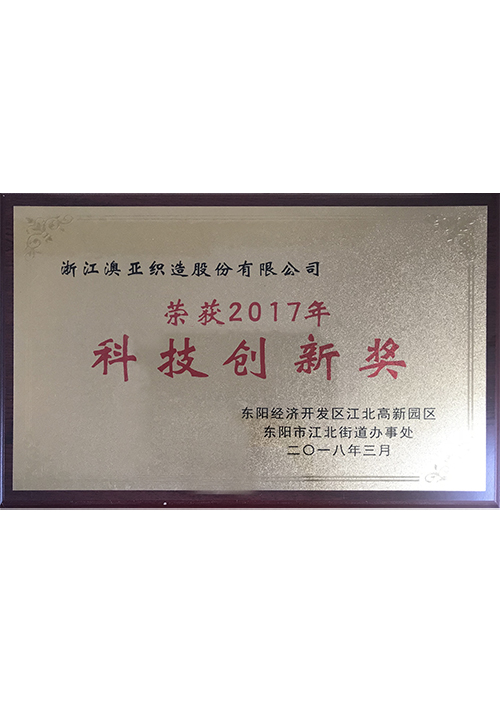 浙江澳亚织造股份有限公司
荣获2017年
科技创新奖
东阳经济开发区江北高新园区
东阳市江北街道办事处
二〇一八年三月